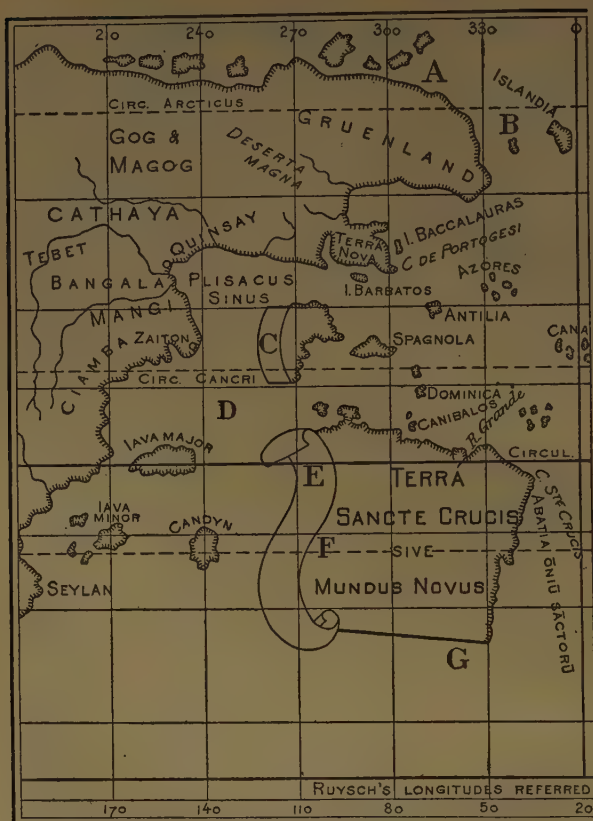 210 240 270 300 330 0
A
ISLANDIA
CIRC. ARCTICUS
B
GRUENLAND
GOG &
MAGOG
DESERTA
MAGNA
CATHAYA
QUINSAY
TEBET
TERRA
NOVA
I. BACCALAURAS
C. DE PORTOGESI
BANGALA
PLISACUS
SINUS
I. BARBATOS
AZORES
MANGI
ANTILIA
CIAMBA
ZAITON
C
SPAGNOLA
CANA
CIRC. CANCRI
D
DOMINICA
CANIBALOS
R. Grande
IAVA MAJOR
CIRCUL.
E
TERRA
C. STE CRUCIS
SANCTE CRUCIS
ABATIA ŌNIŪ SĀCTORŪ
IAVA
MINOR
CANDYN
F
SIVE
SEYLAN
MUNDUS NOVUS
G
RUYSCH'S LONGITUDES REFERRED
170 140 110 80 50 20